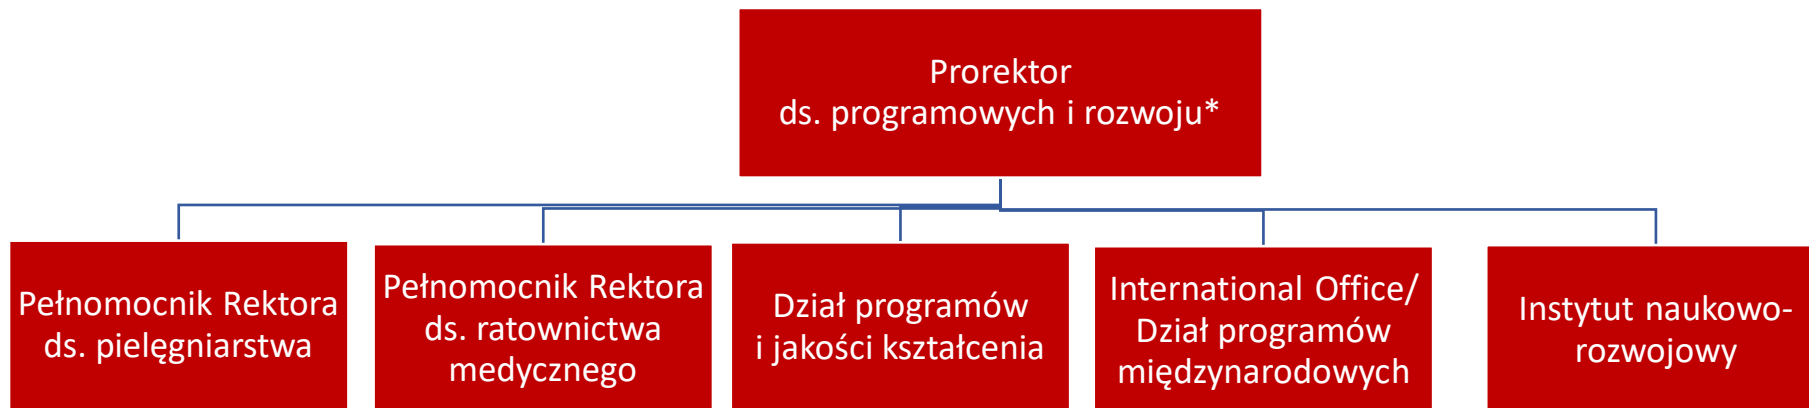 Prorektor
ds. programowych i rozwoju*
Pełnomocnik Rektora
ds. pielęgniarstwa
Pełnomocnik Rektora
ds. ratownictwa
medycznego
Dział programów
i jakości kształcenia
International Office/
Dział programów
międzynarodowych
Instytut naukowo-
rozwojowy